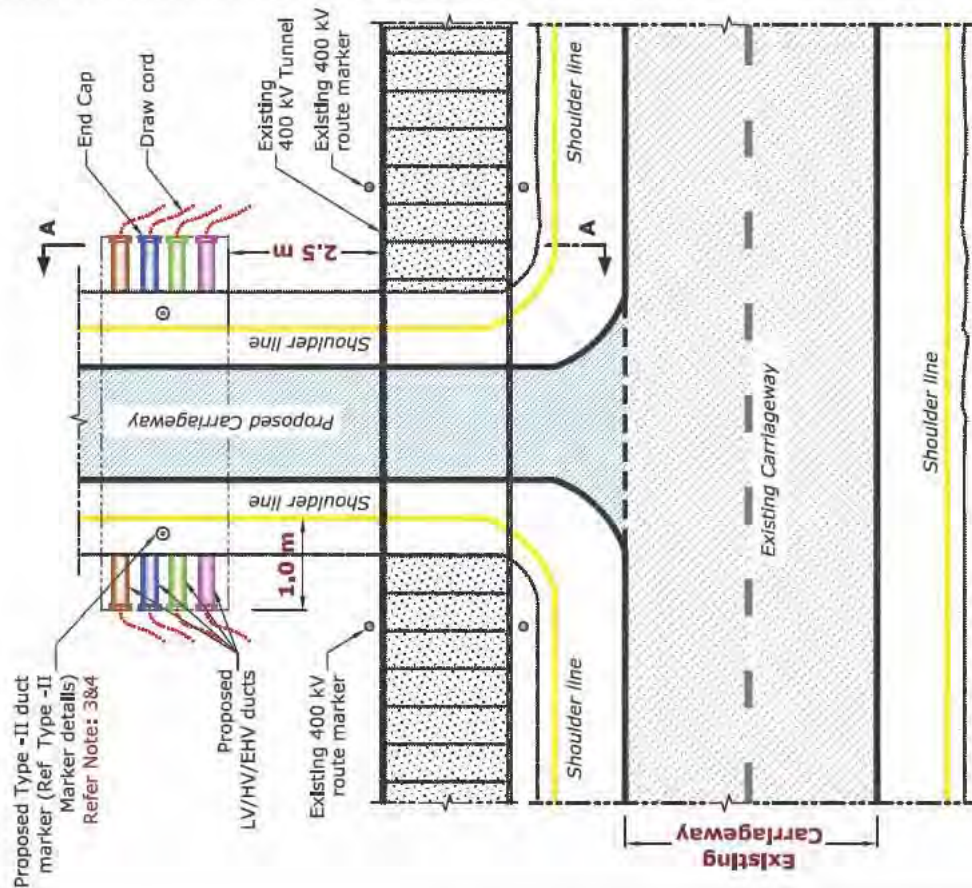 Proposed Type -II duct
marker (Ref Type -II
Marker details)
Refer Note: 3&4
Proposed
LV/HV/EHV ducts
Existing 400 kV
route marker
1.0 m
Shoulder line
Proposed Carriageway
Shoulder line
A
End Cap
Draw cord
2.5 m
Existing
400 kV Tunnel
Existing 400 kV
route marker
A
Shoulder line
Shoulder line
Existing
Carriageway
Existing Carriageway
Shoulder line